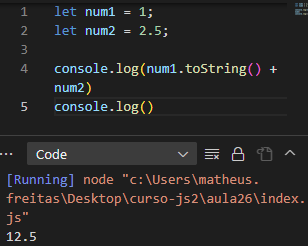 1 let num1 = 1;
2 let num2 = 2.5;
3
4 console.log(num1.toString() +
num2)
5 console.log()
... Code
[Running] node "c:\Users\matheus.
freitas\Desktop\curso-js2\aula26\index.
js"
12.5